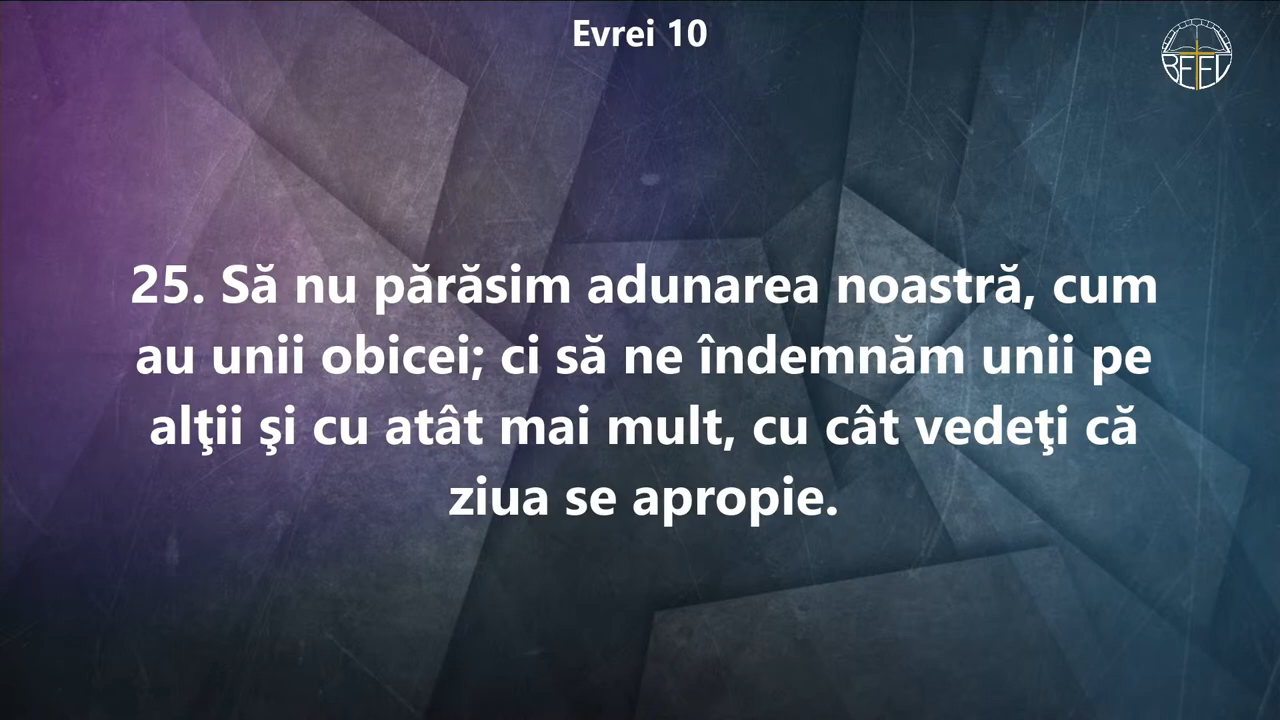 Evrei 10
BETEL
25. Să nu părăsim adunarea noastră, cum
au unii obicei; ci să ne îndemnăm unii pe
alţii şi cu atât mai mult, cu cât vedeţi că
ziua se apropie.